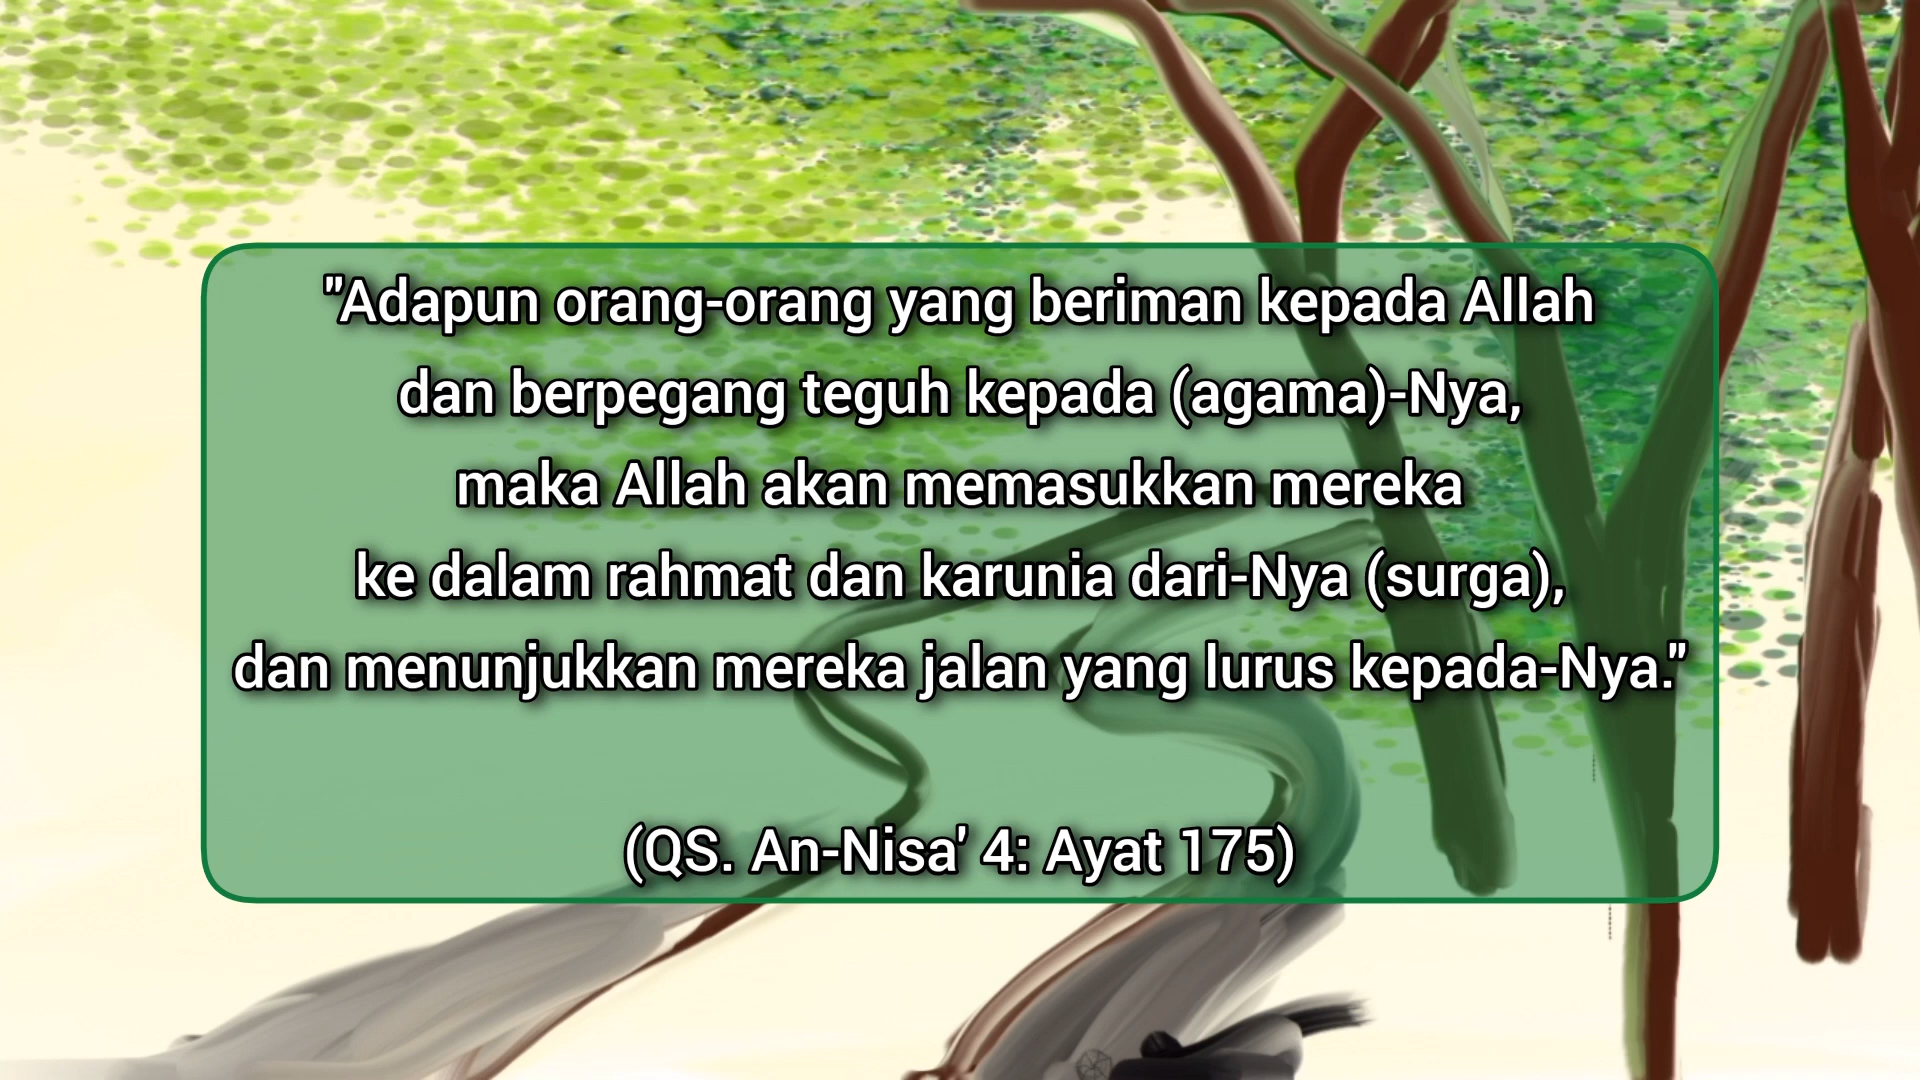 "Adapun orang-orang yang beriman kepada Allah
dan berpegang teguh kepada (agama)-Nya,
maka Allah akan memasukkan mereka
ke dalam rahmat dan karunia dari-Nya (surga),
dan menunjukkan mereka jalan yang lurus kepada-Nya."
(QS. An-Nisa' 4: Ayat 175)